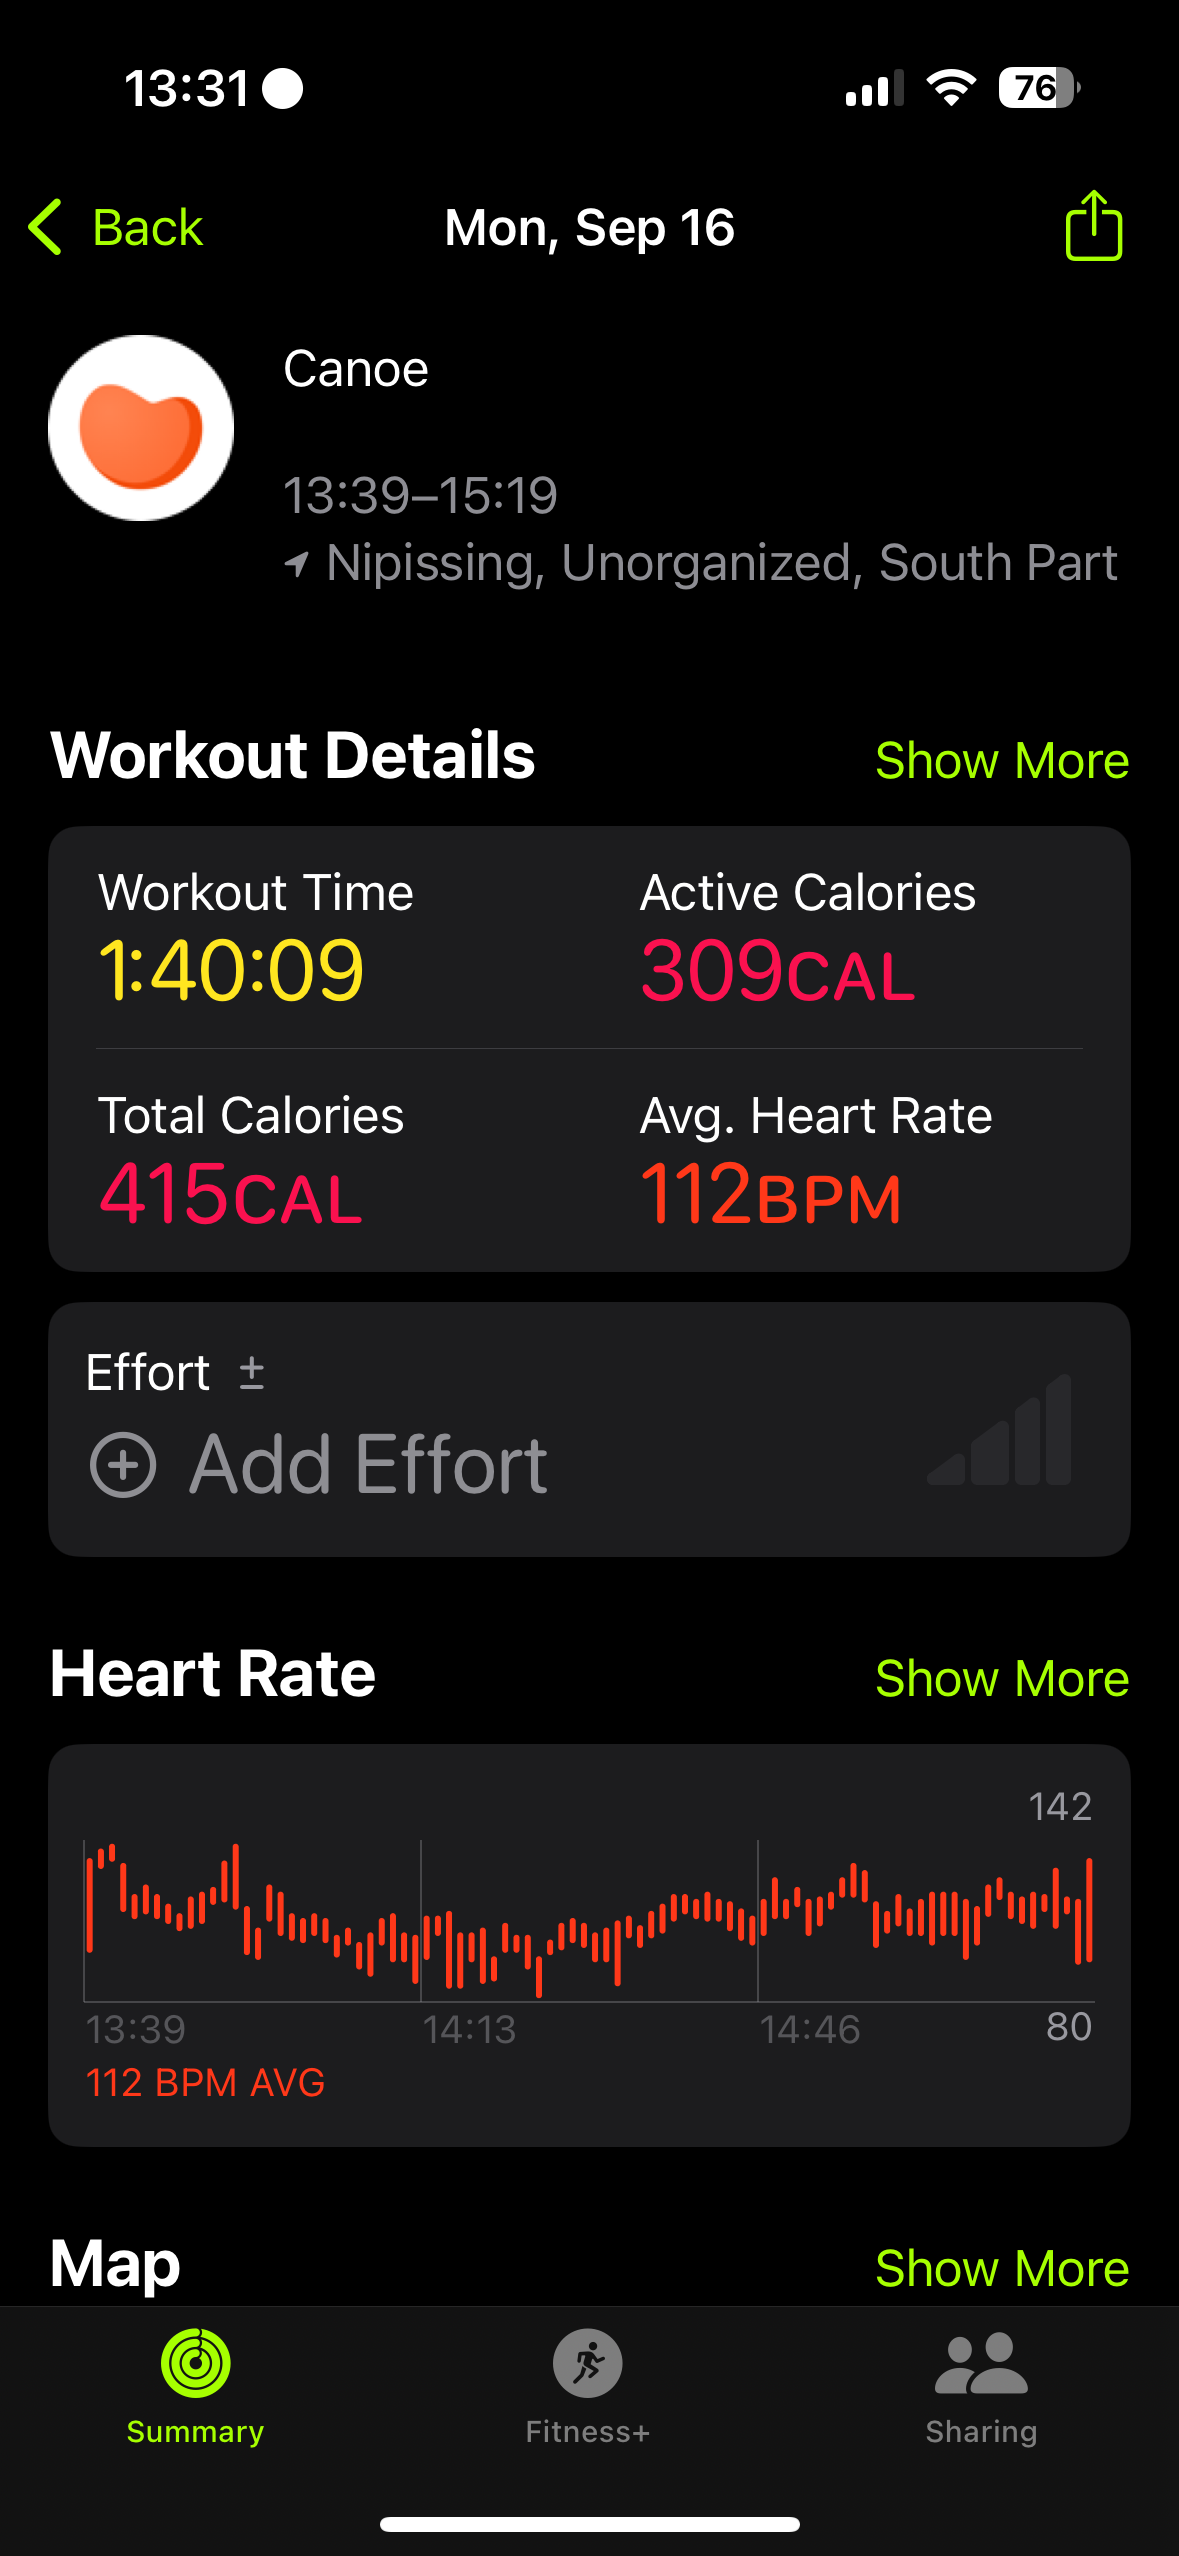 13:31
76
Back
Mon, Sep 16
Canoe
13:39–15:19
Nipissing, Unorganized, South Part
Workout Details
Show More
Workout Time
Active Calories
1:40:09
309CAL
Total Calories
Avg. Heart Rate
415CAL
112BPM
Effort ±
Add Effort
Heart Rate
Show More
142
13:39
14:13
14:46
80
112 BPM AVG
Map
Show More
Summary
Fitness+
Sharing